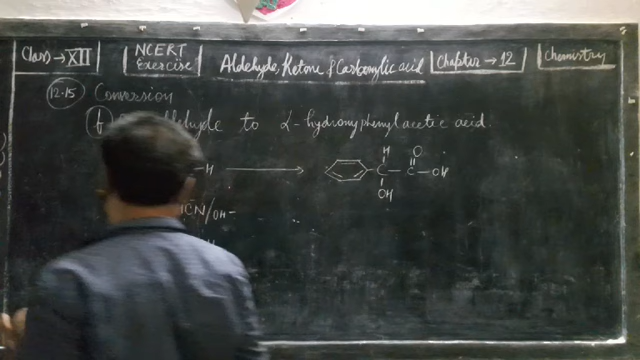 Class → XII
NCERT
Exercise
Aldehyde, Ketone & Carboxylic acid
Chapter → 12
Chemistry
12.15 Conversion
to α-hydroxyphenylacetic acid.
H O
-H → C - C - OH
OH
CN/OH-
H